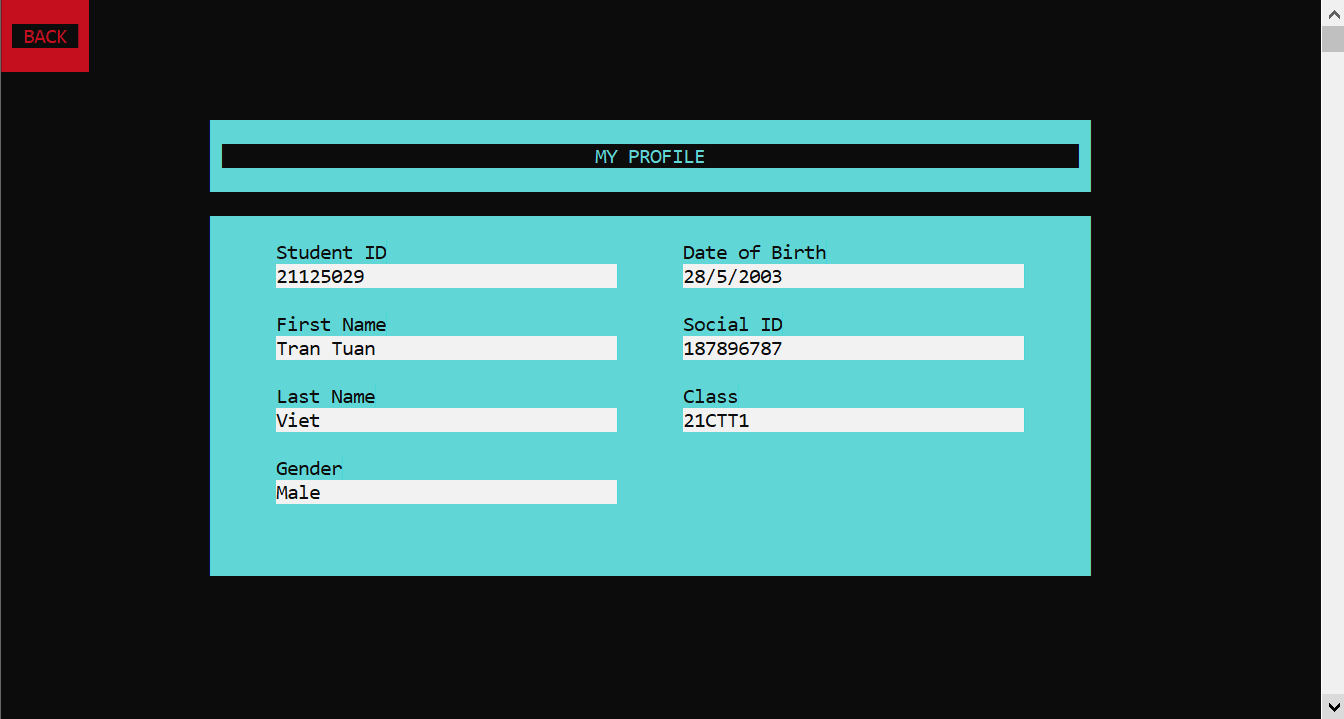 BACK
MY PROFILE
Student ID
21125029
First Name
Tran Tuan
Last Name
Viet
Gender
Male
Date of Birth
28/5/2003
Social ID
187896787
Class
21CTT1